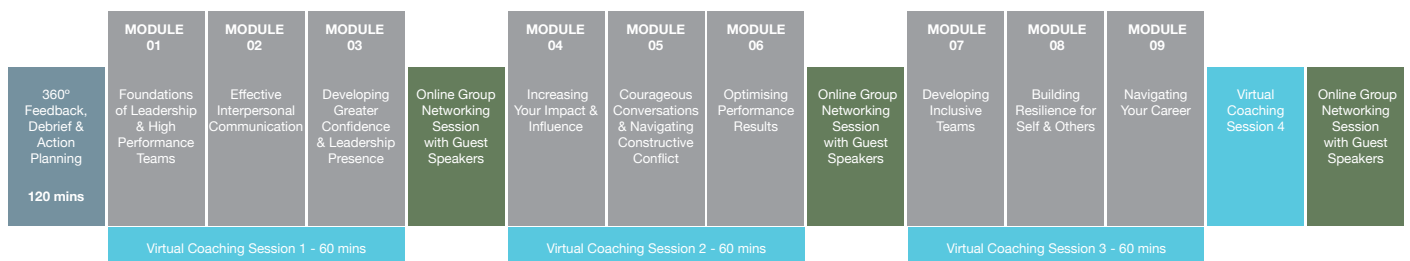 360º
Feedback,
Debrief &
Action
Planning
120 mins
MODULE
01
Foundations
of Leadership
& High
Performance
Teams
MODULE
02
Effective
Interpersonal
Communication
MODULE
03
Developing
Greater
Confidence
& Leadership
Presence
Virtual Coaching Session 1 - 60 mins
Online Group
Networking
Session
with Guest
Speakers
MODULE
04
Increasing
Your Impact &
Influence
MODULE
05
Courageous
Conversations
& Navigating
Constructive
Conflict
MODULE
06
Optimising
Performance
Results
Virtual Coaching Session 2 - 60 mins
Online Group
Networking
Session
with Guest
Speakers
MODULE
07
Developing
Inclusive
Teams
MODULE
08
Building
Resilience for
Self & Others
MODULE
09
Navigating
Your Career
Virtual Coaching Session 3 - 60 mins
Virtual
Coaching
Session 4
Online Group
Networking
Session
with Guest
Speakers